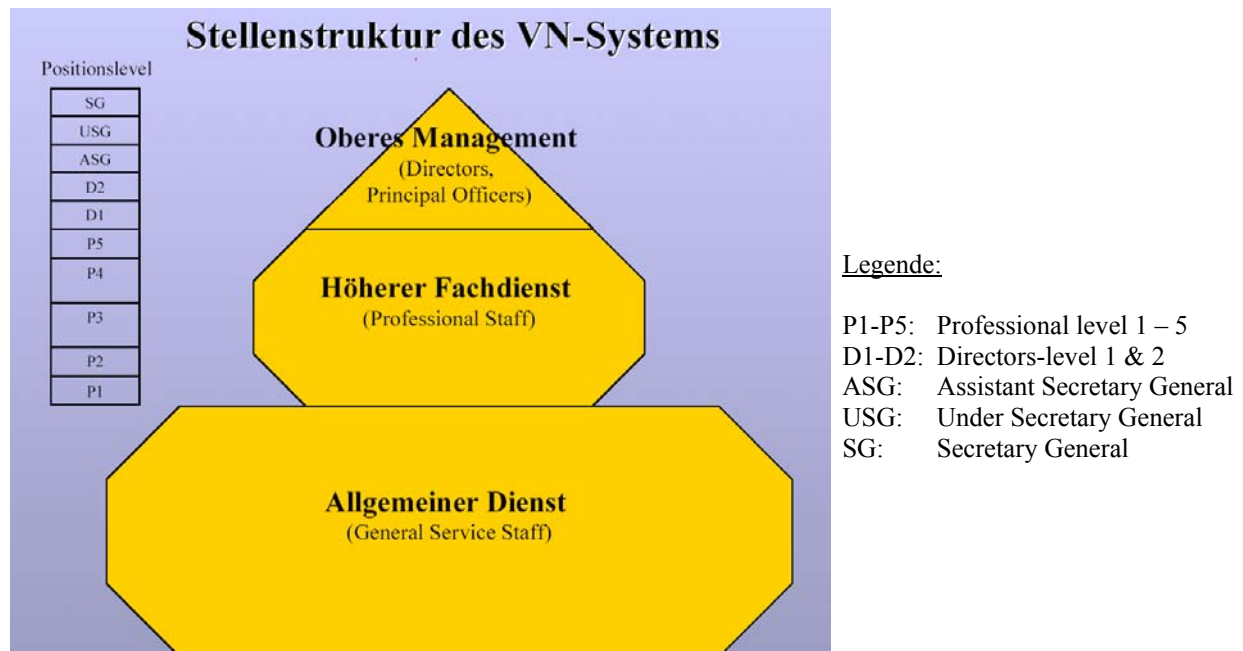 Stellenstruktur des VN-Systems
Positionslevel
SG
USG
ASG
D2
D1
P5
P4
P3
P2
P1
Oberes Management
(Directors,
Principal Officers)
Höherer Fachdienst
(Professional Staff)
Allgemeiner Dienst
(General Service Staff)
Legende:
P1-P5: Professional level 1 – 5
D1-D2: Directors-level 1 & 2
ASG: Assistant Secretary General
USG: Under Secretary General
SG: Secretary General